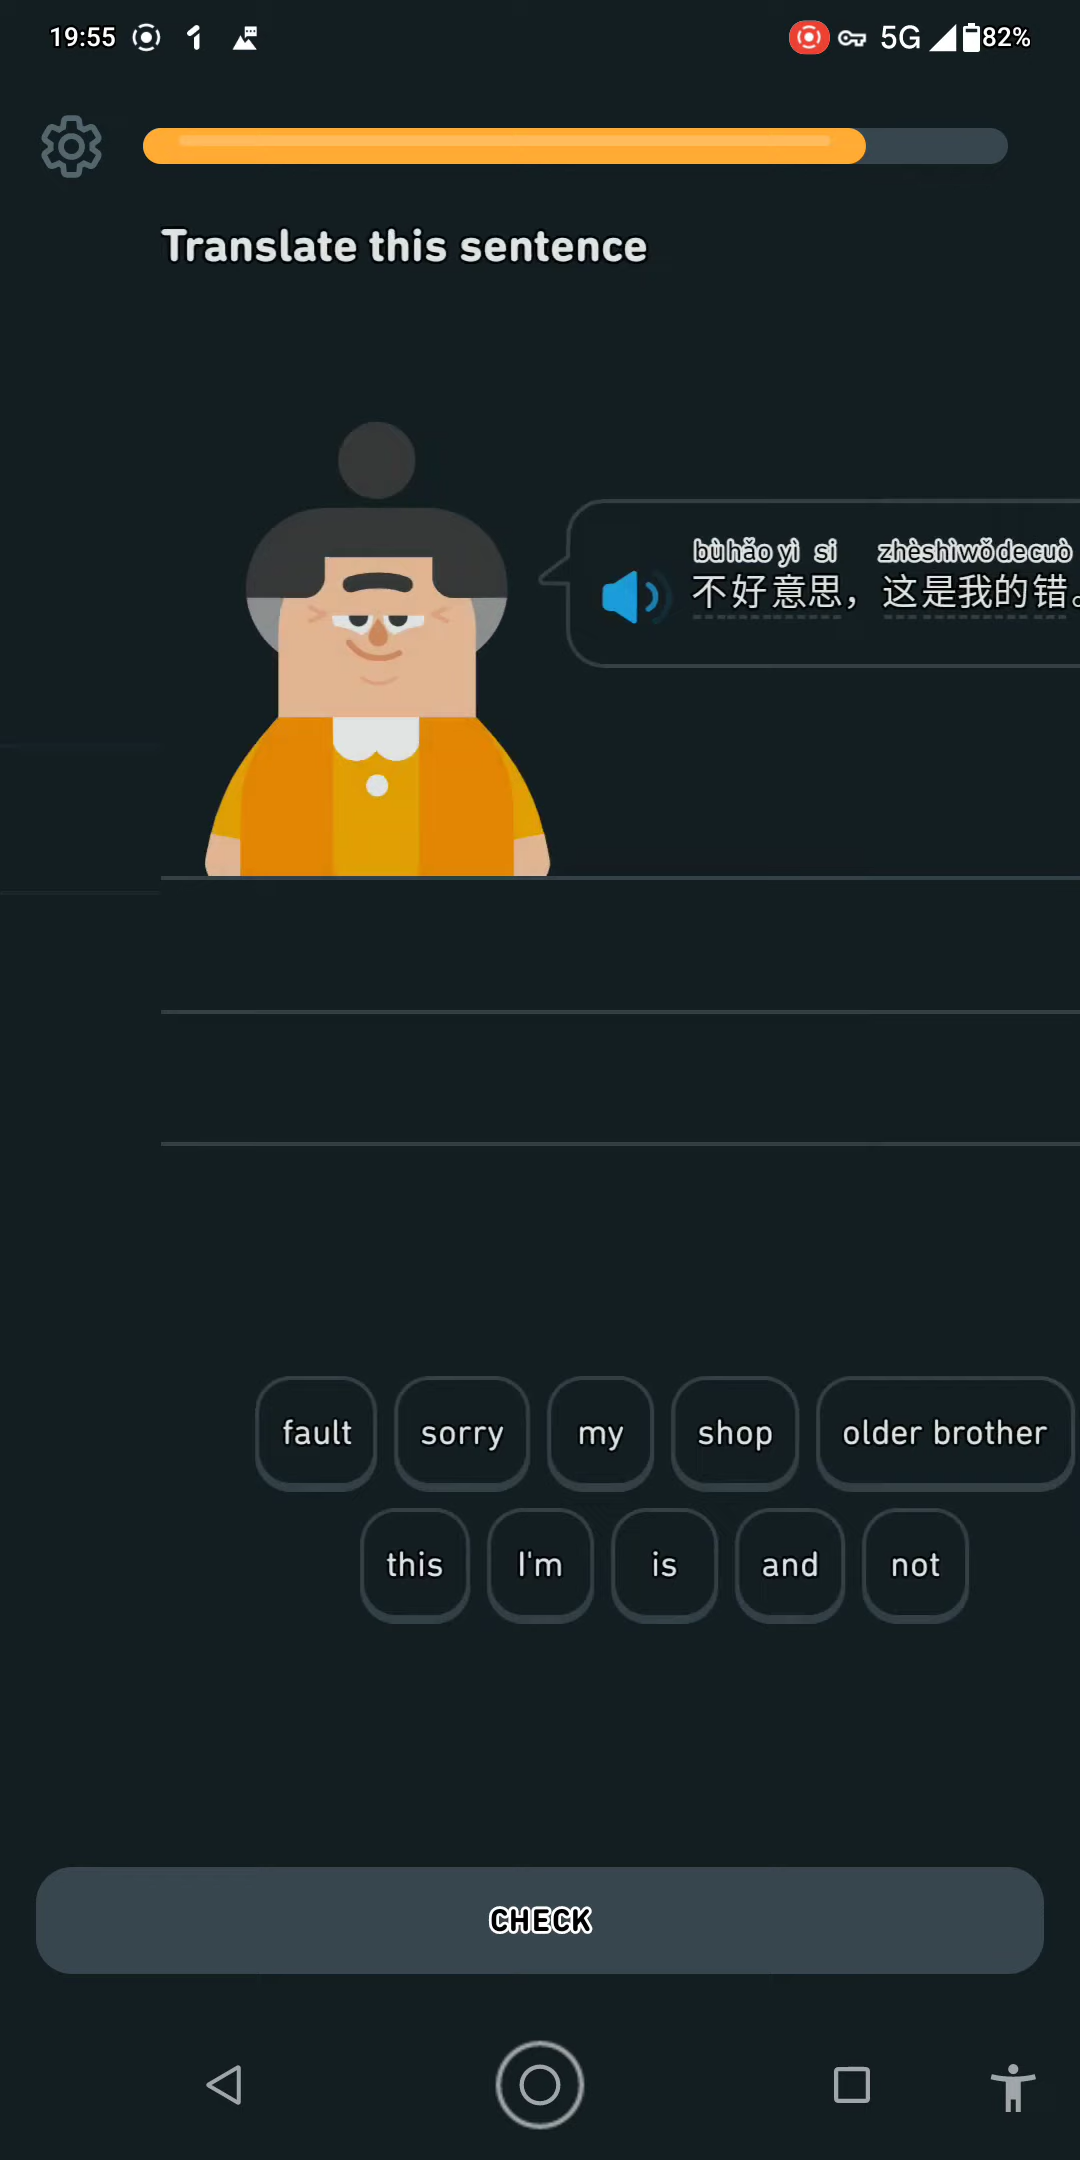 19:55 5G 82%
Translate this sentence
bù hǎo yì si zhè shì wǒ de cuò
不好意思，这是我的错。
fault sorry my shop older brother
this I'm is and not
CHECK